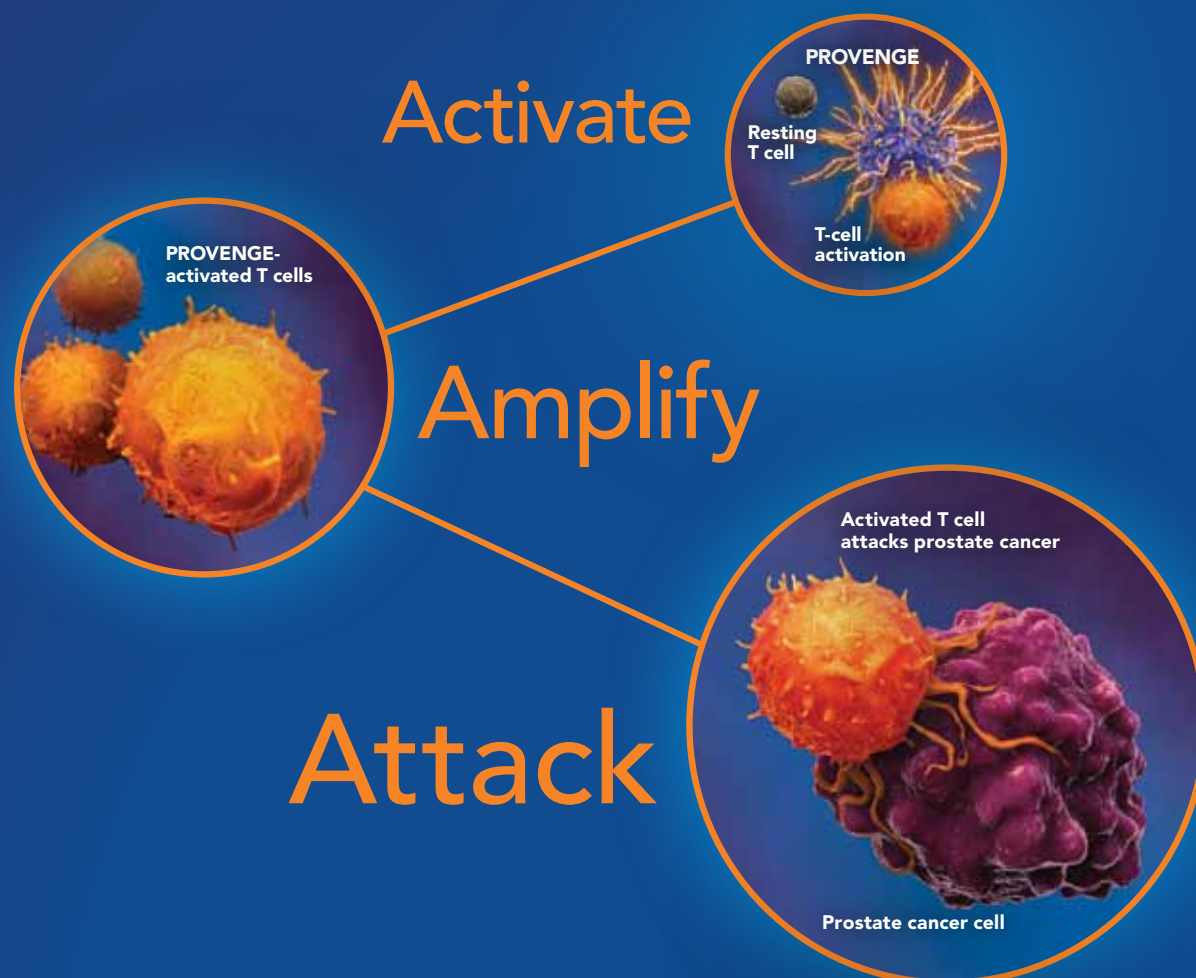 Activate
PROVENGE
Resting
T cell
T-cell
activation
PROVENGE-
activated T cells
Amplify
Activated T cell
attacks prostate cancer
Attack
Prostate cancer cell